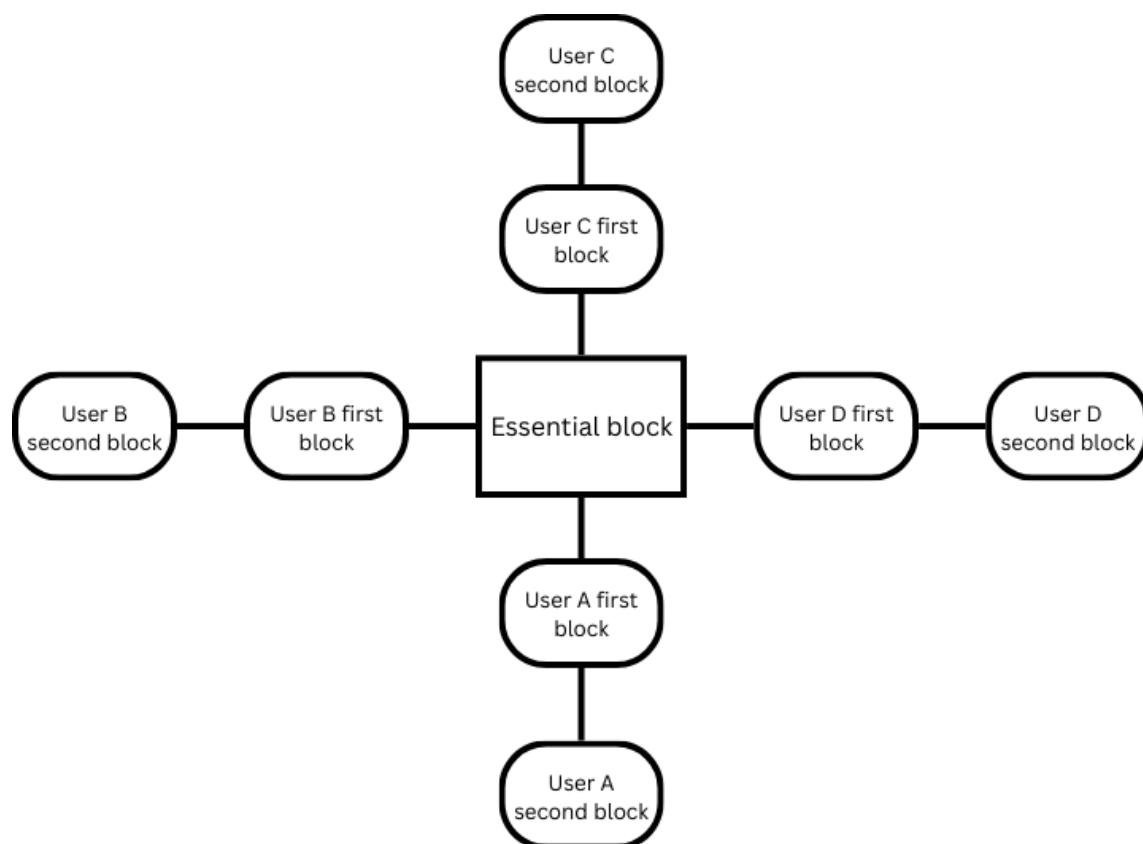 User C
second block
User C first
block
User B
second block
User B first
block
Essential block
User D first
block
User D
second block
User A first
block
User A
second block